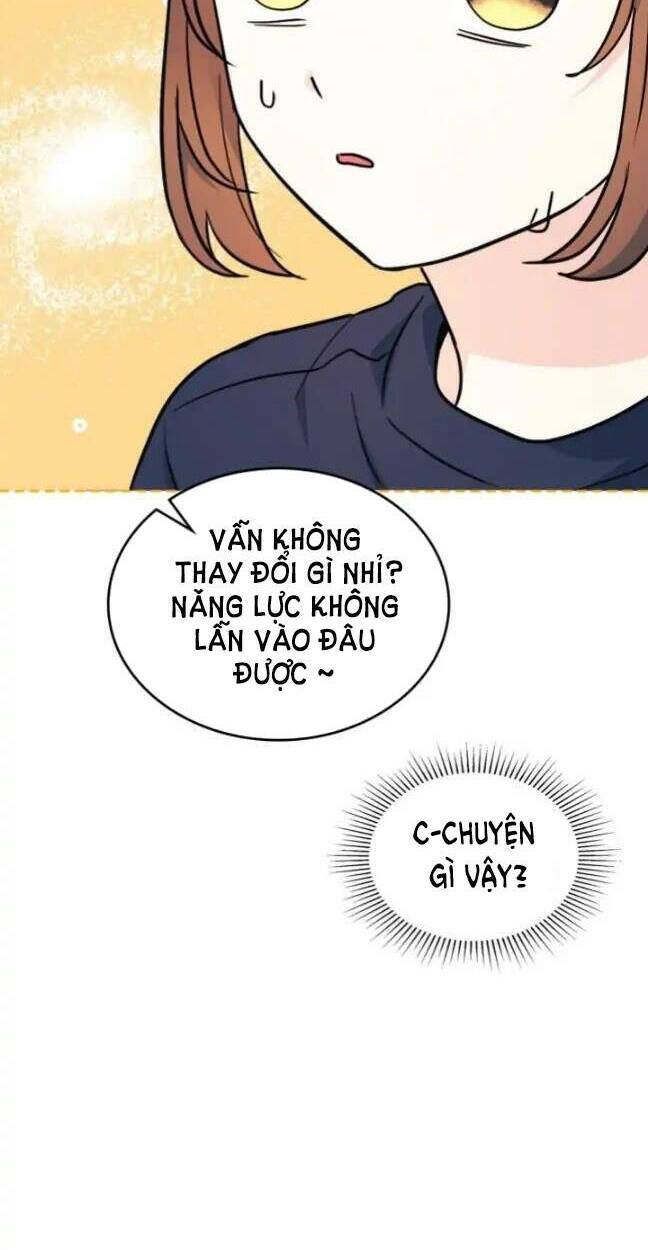 VẪN KHÔNG
THAY ĐỔI GÌ NHỈ?
NĂNG LỰC KHÔNG
LẪN VÀO ĐÂU
ĐƯỢC ~
C-CHUYỆN
GÌ VẬY?